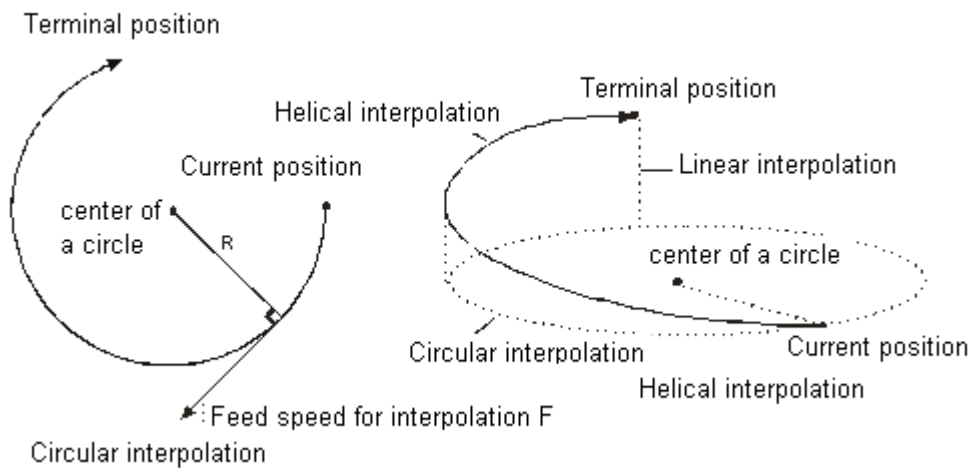 Terminal position
Current position
center of
a circle
R
Feed speed for interpolation F
Circular interpolation
Terminal position
Helical interpolation
Linear interpolation
center of a circle
Circular interpolation
Current position
Helical interpolation